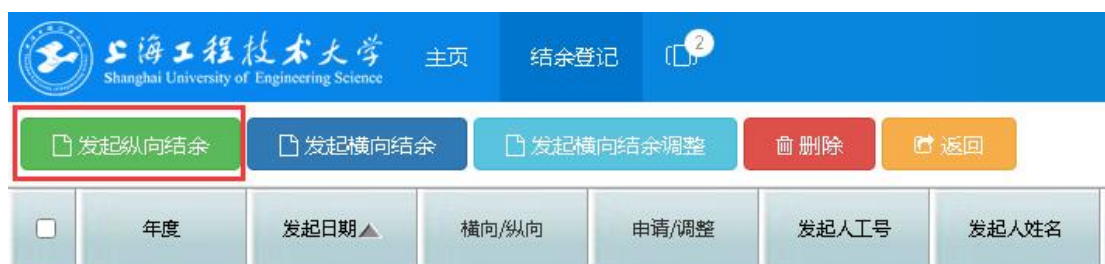 上海工程技术大学 主页 结余登记 2
Shanghai University of Engineering Science
发起纵向结余 发起横向结余 发起横向结余调整 删除 返回
年度 发起日期 横向/纵向 申请/调整 发起人工号 发起人姓名